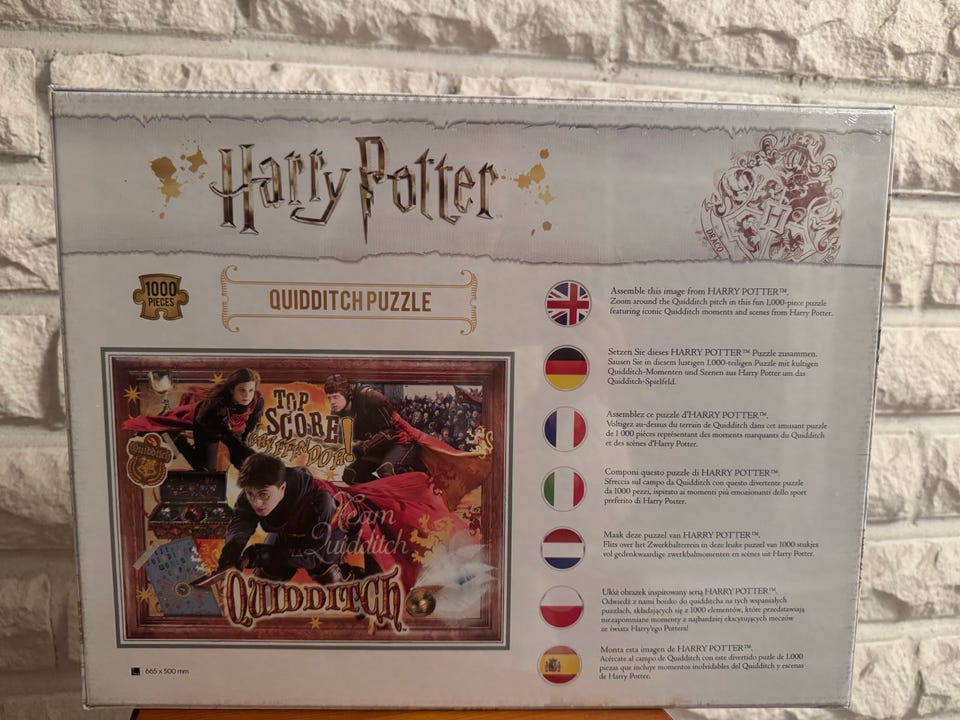 Harry Potter
DRACO
1000
PIECES
QUIDDITCH PUZZLE
TOP
SCORE!
GRYFFINDOR
Quidditch
Team
Quidditch
WORLD
QUIDDITCH
665 x 500 mm
Assemble this image from HARRY POTTER™.
Zoom around the Quidditch pitch in this fun 1,000-piece puzzle
featuring iconic Quidditch moments and scenes from Harry Potter.
Setzen Sie dieses HARRY POTTER™ Puzzle zusammen.
Sausen Sie in diesem lustigen 1.000-teiligen Puzzle mit kultigen
Quidditch-Momenten und Szenen aus Harry Potter um das
Quidditch-Spielfeld.
Assemblez ce puzzle d'HARRY POTTER™.
Voltigez au-dessus du terrain de Quidditch dans cet amusant puzzle
de 1 000 pièces représentant des moments marquants du Quidditch
et des scènes d'Harry Potter.
Componi questo puzzle di HARRY POTTER™.
Sfreccia sul campo da Quidditch con questo divertente puzzle
da 1000 pezzi, ispirato ai momenti più emozionanti dello sport
preferito di Harry Potter.
Maak deze puzzel van HARRY POTTER™.
Flits over het Zwerkbalterrein in deze leuke puzzel van 1000 stukjes
vol gedenkwaardige zwerkbalmomenten en scènes uit Harry Potter.
Ułóż obrazek inspirowany serią HARRY POTTER™.
Odwiedź z nami boisko do quidditcha na tych wspaniałych
puzzlach, składających się z 1000 elementów, które przedstawiają
niezapomniane momenty z najbardziej ekscytujących meczów
ze świata Harry'ego Pottera!
Monta esta imagen de HARRY POTTER™.
Acércate al campo de Quidditch con este divertido puzle de 1.000
piezas que incluye momentos inolvidables del Quidditch y escenas
de Harry Potter.